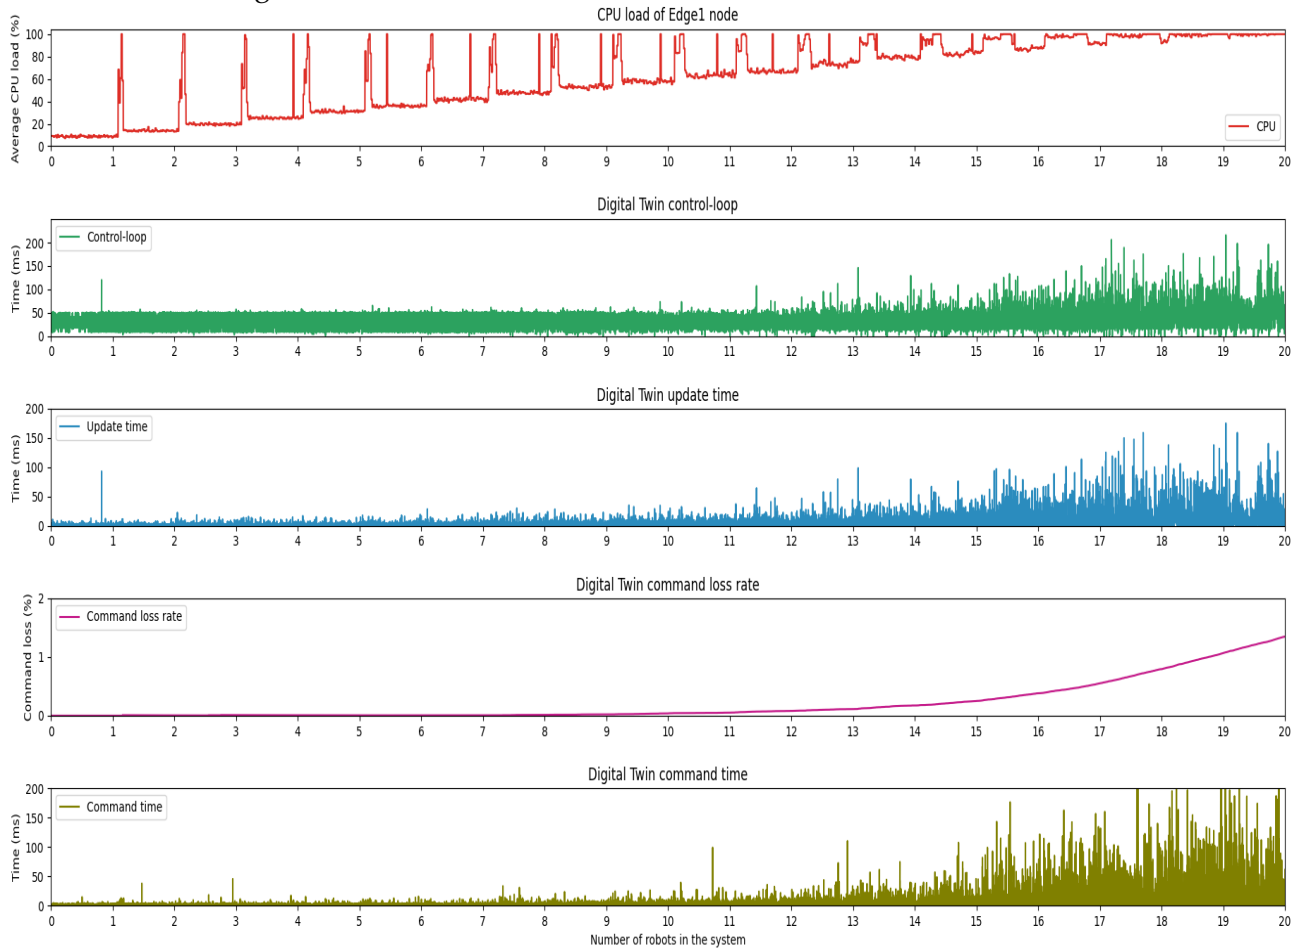 CPU load of Edge1 node
Average CPU load (%)
100
80
60
40
20
0
CPU
0 1 2 3 4 5 6 7 8 9 10 11 12 13 14 15 16 17 18 19 20
Digital Twin control-loop
Time (ms)
200
150
100
50
0
Control-loop
0 1 2 3 4 5 6 7 8 9 10 11 12 13 14 15 16 17 18 19 20
Digital Twin update time
Time (ms)
200
150
100
50
0
Update time
0 1 2 3 4 5 6 7 8 9 10 11 12 13 14 15 16 17 18 19 20
Digital Twin command loss rate
Command loss (%)
2
1
0
Command loss rate
0 1 2 3 4 5 6 7 8 9 10 11 12 13 14 15 16 17 18 19 20
Digital Twin command time
Time (ms)
200
150
100
50
0
Command time
0 1 2 3 4 5 6 7 8 9 10 11 12 13 14 15 16 17 18 19 20
Number of robots in the system